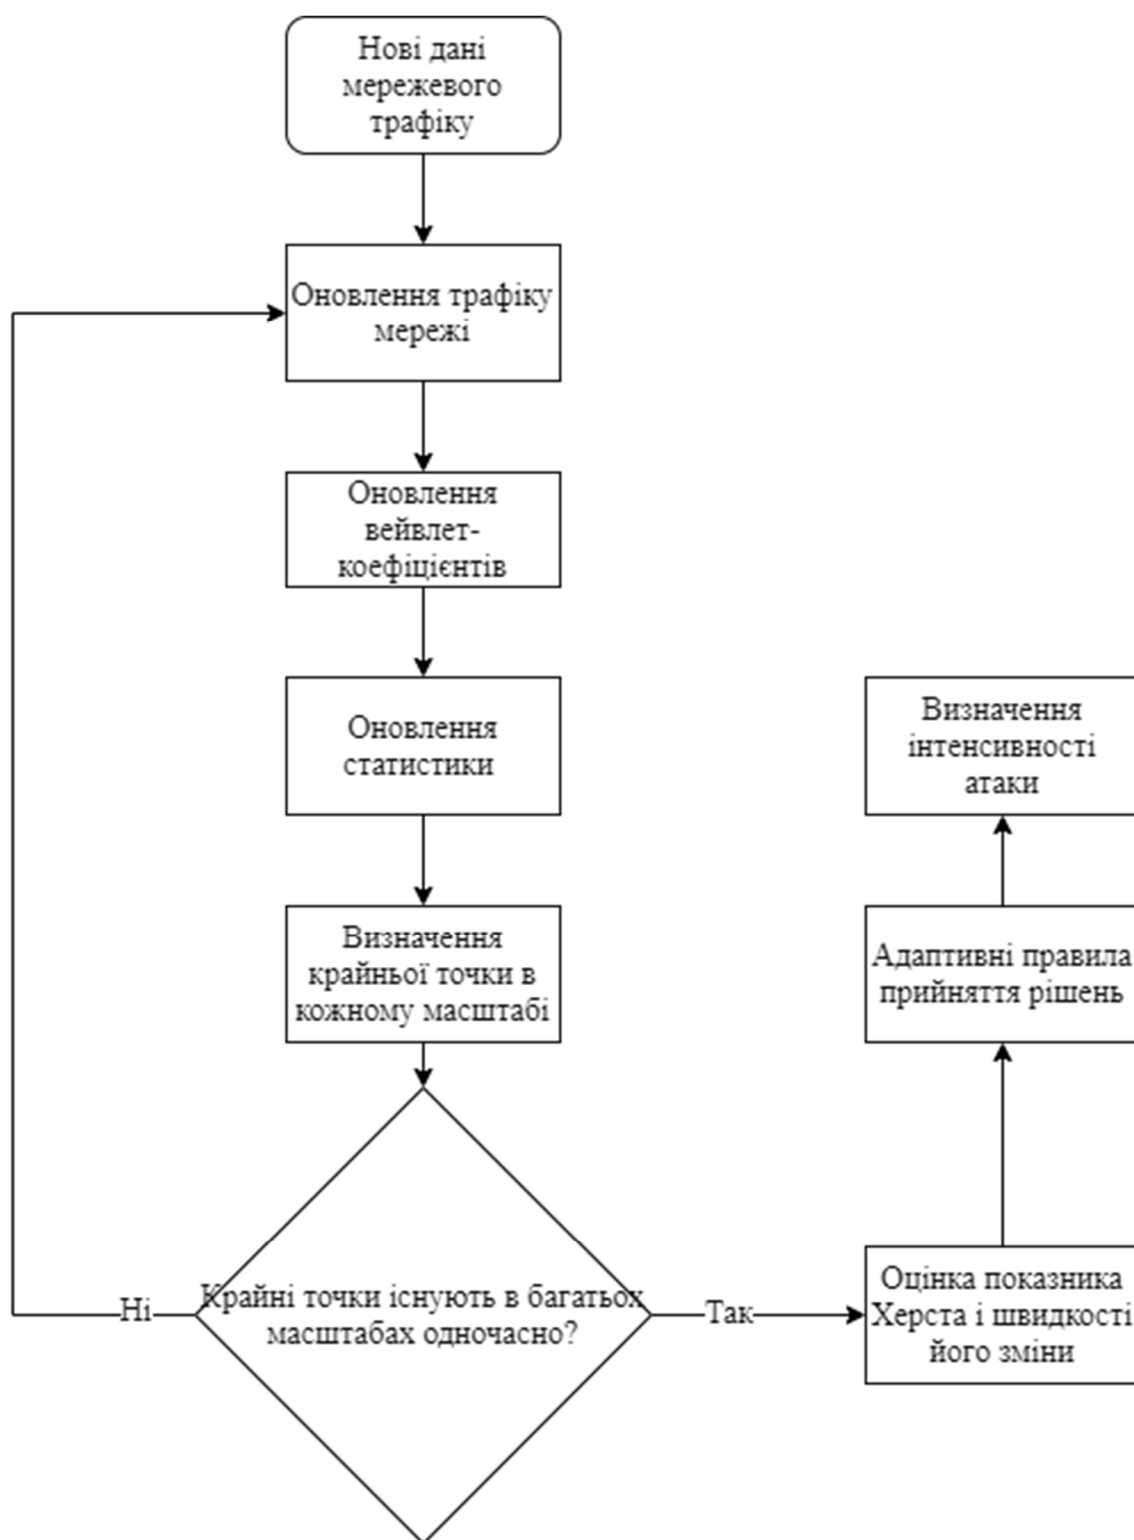 Нові дані
мережевого
трафіку
Оновлення трафіку
мережі
Оновлення
вейвлет-
коефіцієнтів
Оновлення
статистики
Визначення
крайньої точки в
кожному масштабі
Крайні точки існують в багатьох
масштабах одночасно?
Ні
Так
Оцінка показника
Херста і швидкості
його зміни
Адаптивні правила
прийняття рішень
Визначення
інтенсивності
атаки